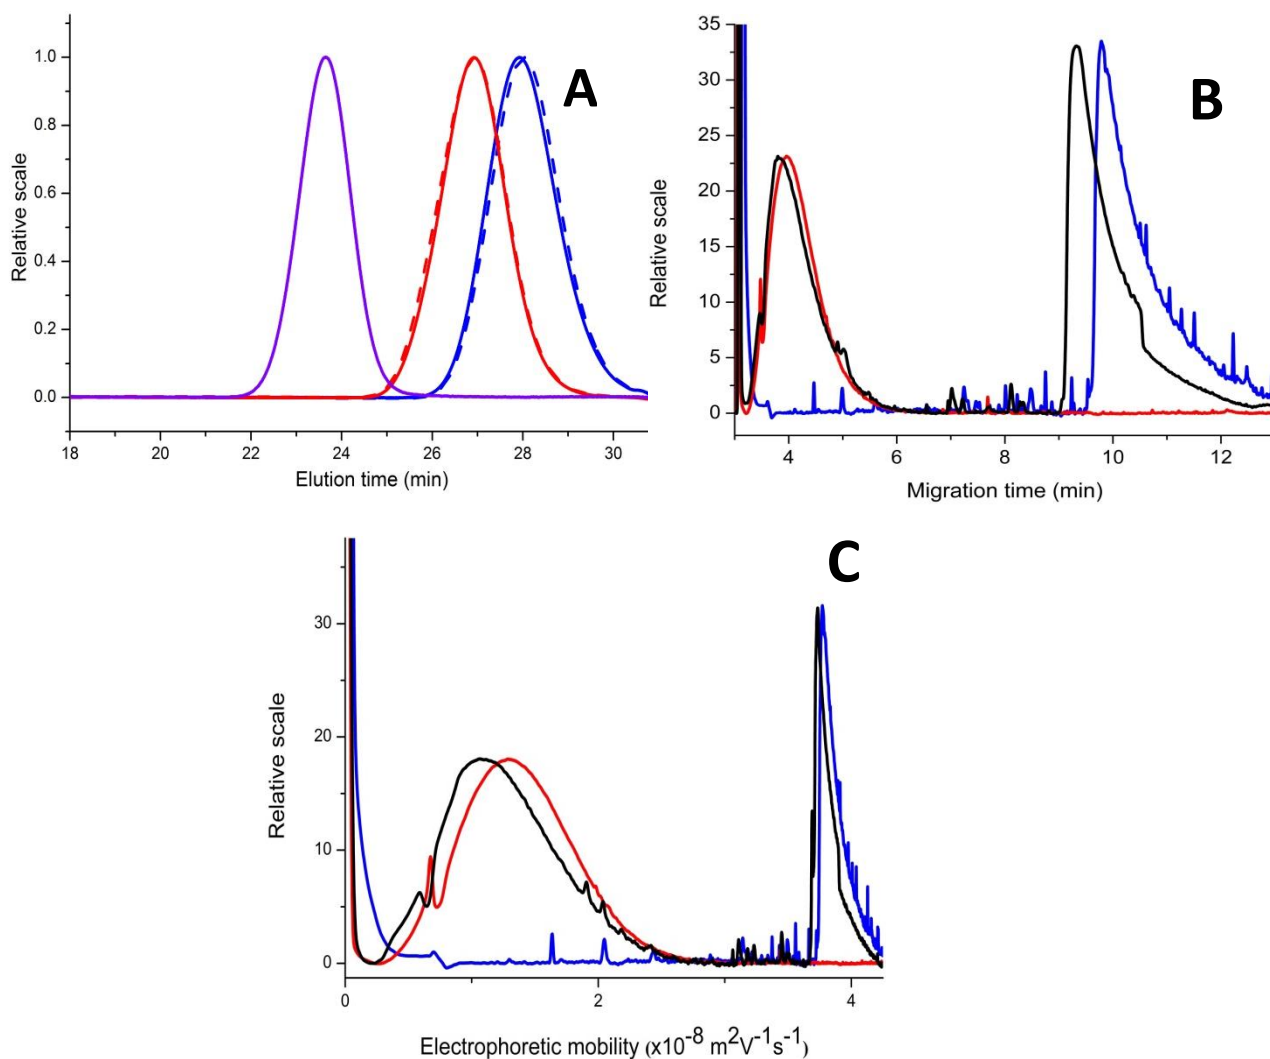 A
Relative scale
1.0
0.8
0.6
0.4
0.2
0.0
18 20 22 24 26 28 30
Elution time (min)
B
Relative scale
35
30
25
20
15
10
5
0
4 6 8 10 12
Migration time (min)
C
Relative scale
30
20
10
0
0 2 4
Electrophoretic mobility (x10⁻⁸ m²V⁻¹s⁻¹)